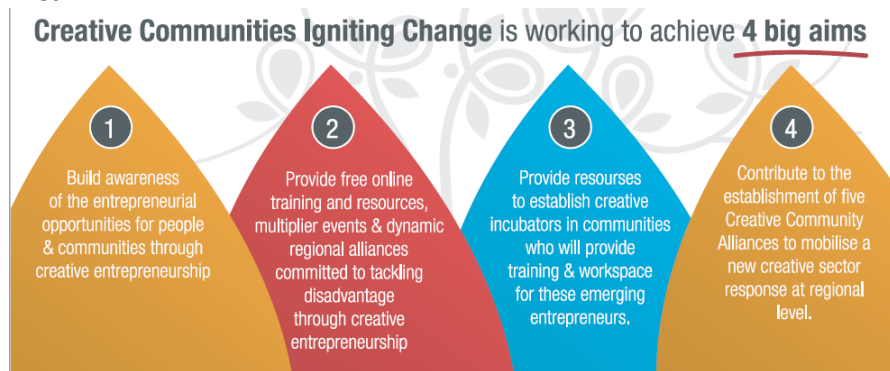 Creative Communities Igniting Change is working to achieve 4 big aims
1
Build awareness
of the entrepreneurial
opportunities for people
& communities through
creative entrepreneurship
2
Provide free online
training and resources,
multiplier events & dynamic
regional alliances
committed to tackling
disadvantage
through creative
entrepreneurship
3
Provide resourses
to establish creative
incubators in communities
who will provide
training & workspace
for these emerging
entrepreneurs.
4
Contribute to the
establishment of five
Creative Community
Alliances to mobilise a
new creative sector
response at regional
level.